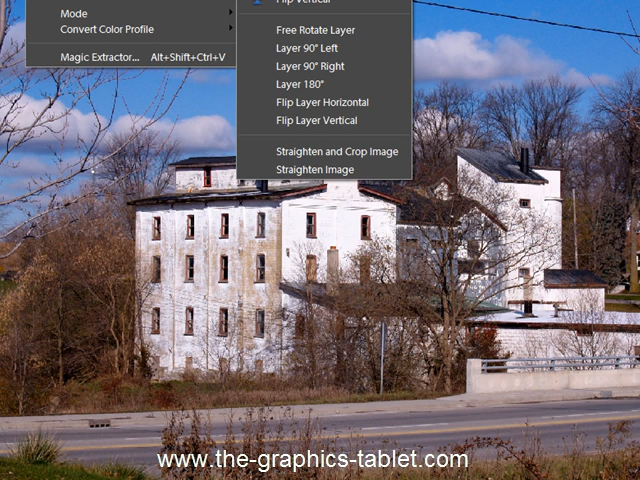 Flip Vertical
Mode
Convert Color Profile
Magic Extractor... Alt+Shift+Ctrl+V
Free Rotate Layer
Layer 90° Left
Layer 90° Right
Layer 180°
Flip Layer Horizontal
Flip Layer Vertical
Straighten and Crop Image
Straighten Image
www.the-graphics-tablet.com